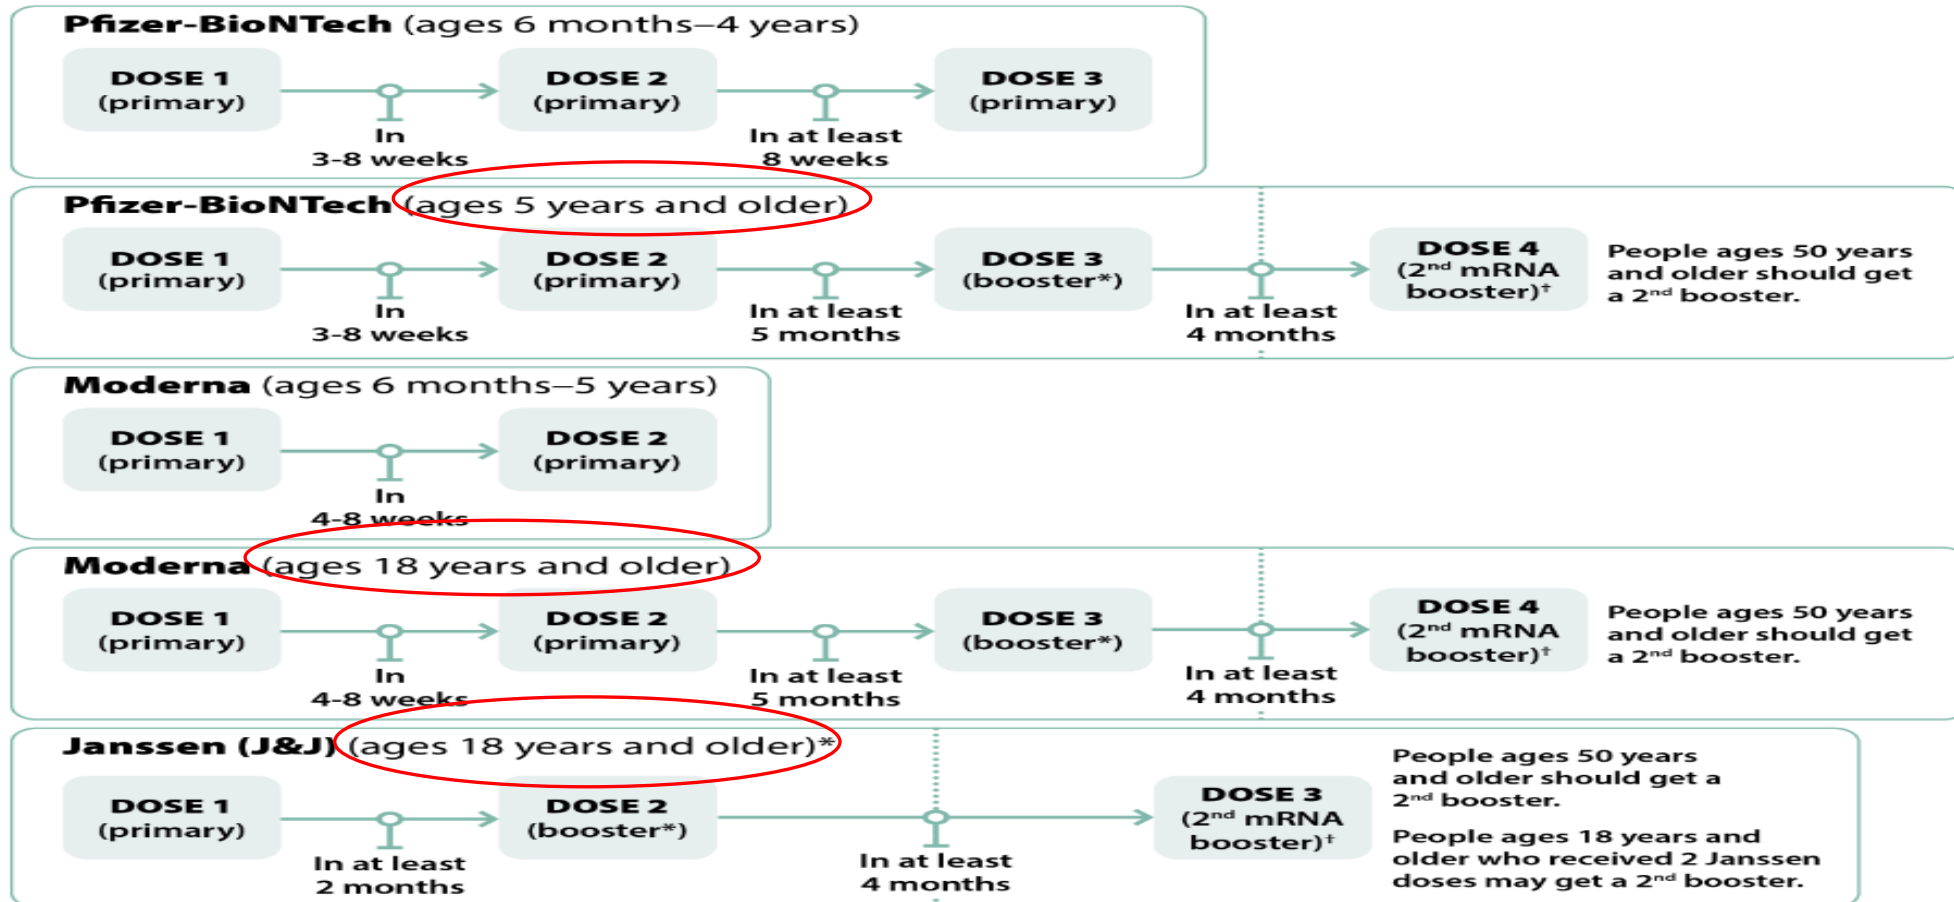 Pfizer-BioNTech (ages 6 months–4 years)
DOSE 1
(primary)
In
3-8 weeks
DOSE 2
(primary)
In at least
8 weeks
DOSE 3
(primary)
Pfizer-BioNTech (ages 5 years and older)
DOSE 1
(primary)
In
3-8 weeks
DOSE 2
(primary)
In at least
5 months
DOSE 3
(booster*)
In at least
4 months
DOSE 4
(2nd mRNA
booster)†
People ages 50 years
and older should get
a 2nd booster.
Moderna (ages 6 months–5 years)
DOSE 1
(primary)
In
4-8 weeks
DOSE 2
(primary)
Moderna (ages 18 years and older)
DOSE 1
(primary)
In
4-8 weeks
DOSE 2
(primary)
In at least
5 months
DOSE 3
(booster*)
In at least
4 months
DOSE 4
(2nd mRNA
booster)†
People ages 50 years
and older should get
a 2nd booster.
Janssen (J&J) (ages 18 years and older)*
DOSE 1
(primary)
In at least
2 months
DOSE 2
(booster*)
In at least
4 months
DOSE 3
(2nd mRNA
booster)†
People ages 50 years
and older should get a
2nd booster.
People ages 18 years and
older who received 2 Janssen
doses may get a 2nd booster.